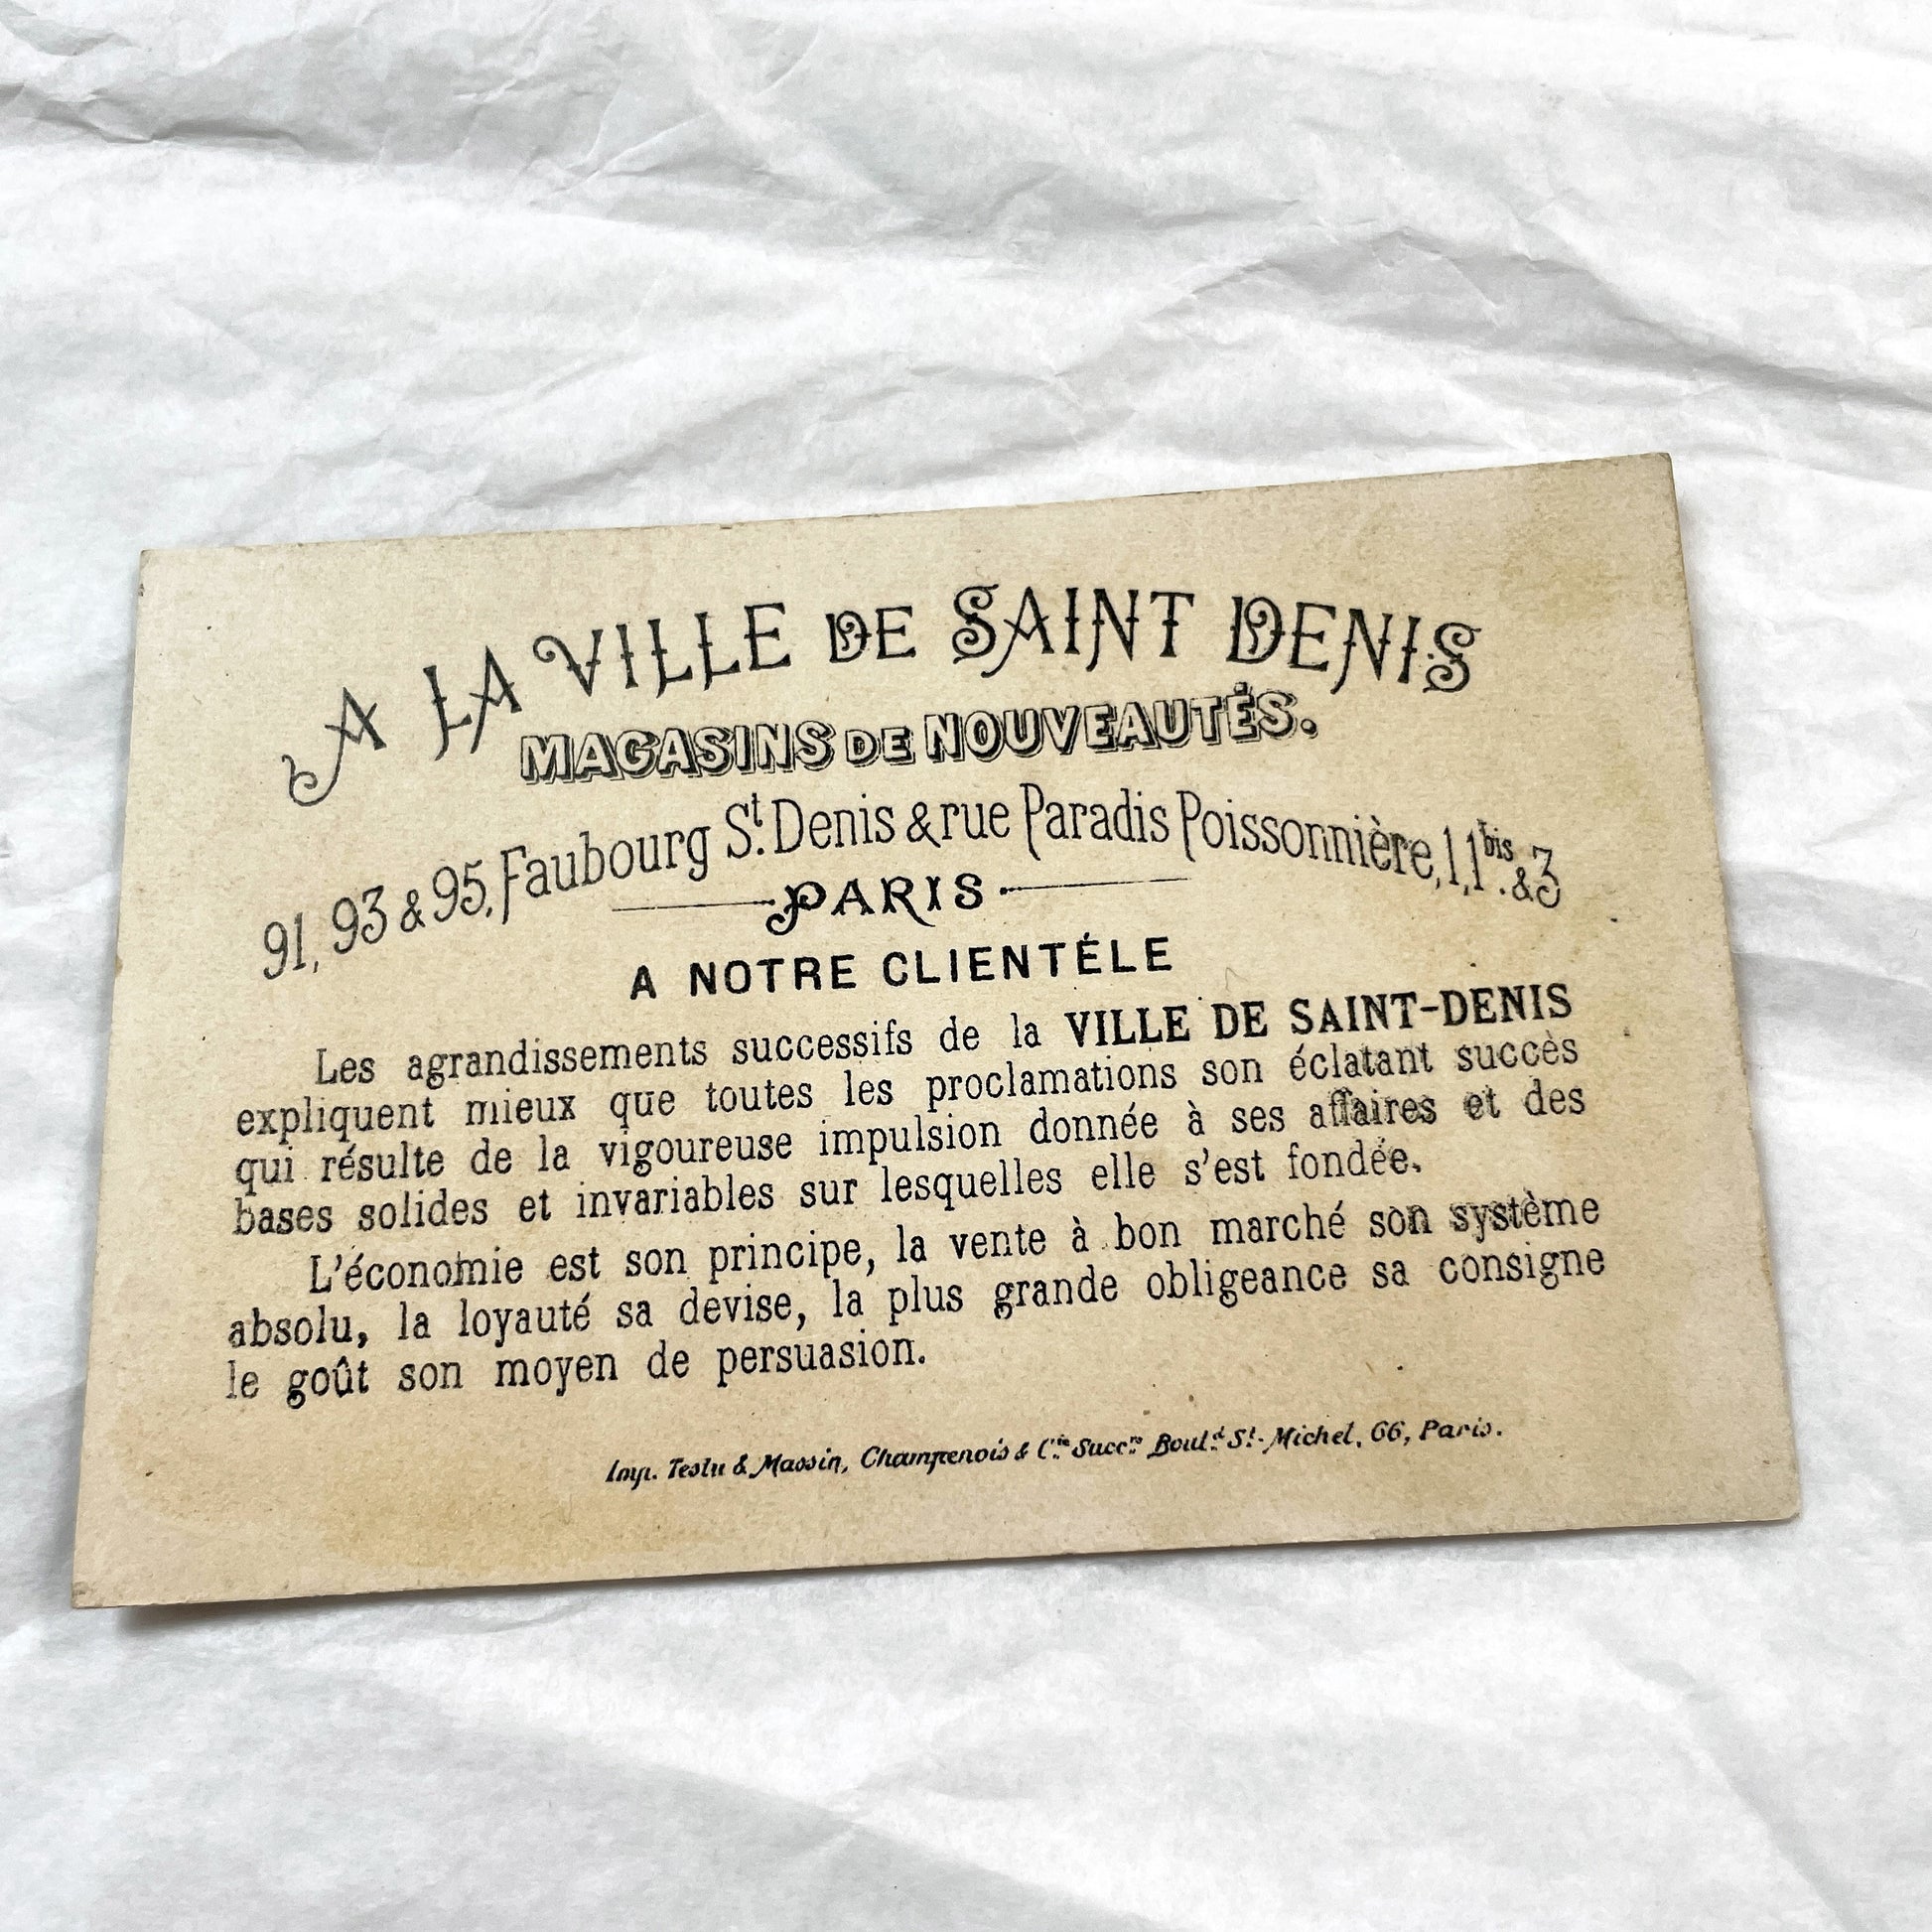 A LA VILLE DE SAINT DENIS
MAGASINS DE NOUVEAUTÉS.
91, 93 & 95, Faubourg St. Denis & rue Paradis Poissonnière, 1, 1bis. & 3
PARIS
A NOTRE CLIENTÉLE
Les agrandissements successifs de la VILLE DE SAINT-DENIS
expliquent mieux que toutes les proclamations son éclatant succès
qui résulte de la vigoureuse impulsion donnée à ses affaires et des
bases solides et invariables sur lesquelles elle s'est fondée.
L'économie est son principe, la vente à bon marché son système
absolu, la loyauté sa devise, la plus grande obligeance sa consigne
le goût son moyen de persuasion.
Imp. Testu & Massin, Champenois & Cie Succrs Bould St-Michel, 66, Paris.